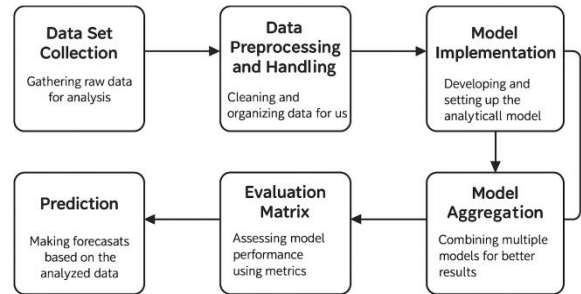 Data Set
Collection
Gathering raw data
for analysis
Data
Preprocessing
and Handling
Cleaning and
organizing data for us
Model
Implementation
Developing and
setting up the
analyticall model
Prediction
Making forecasats
based on the
analyzed data
Evaluation
Matrix
Assessing model
performance
using metrics
Model
Aggregation
Combining multiple
models for better
results